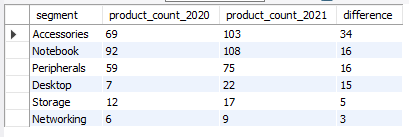 segment product_count_2020 product_count_2021 difference
Accessories 69 103 34
Notebook 92 108 16
Peripherals 59 75 16
Desktop 7 22 15
Storage 12 17 5
Networking 6 9 3